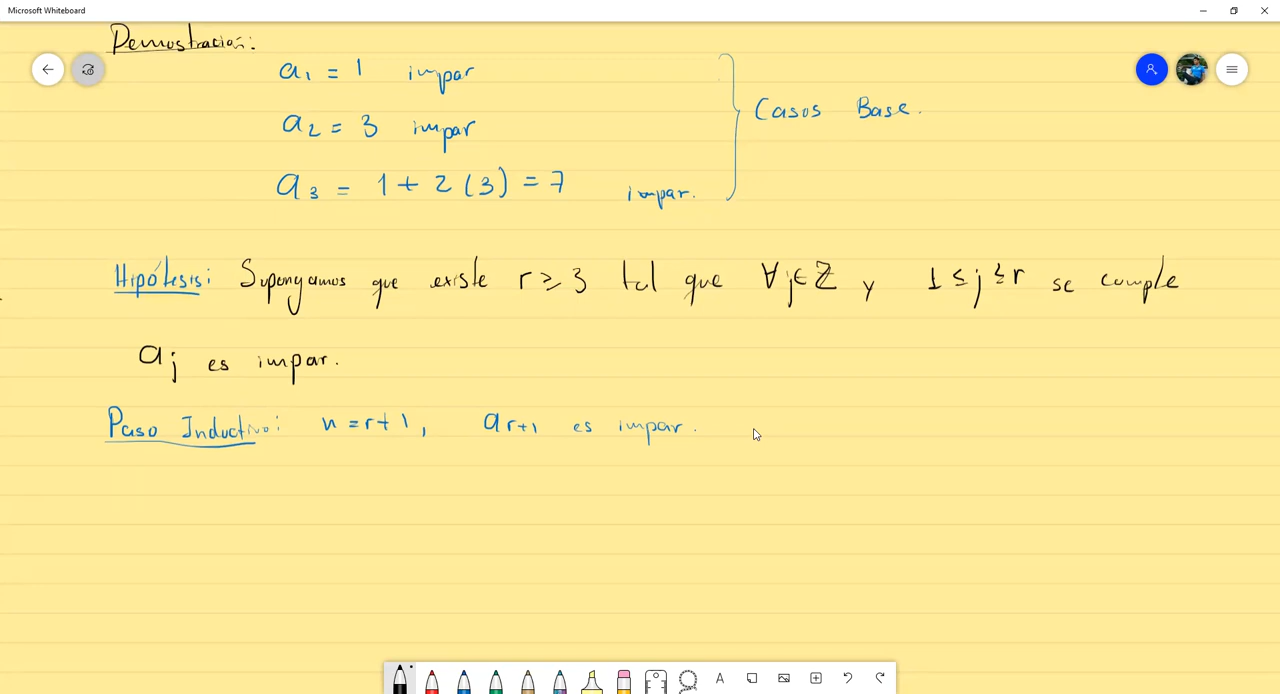 Microsoft Whiteboard
Demostración:
a₁ = 1 impar
a₂ = 3 impar
a₃ = 1 + 2(3) = 7 impar.
Casos Base.
Hipótesis: Supongamos que existe r ≥ 3 tal que ∀j∈ℤ y 1 ≤ j ≤ r se cumple
aⱼ es impar.
Paso Inductivo: n = r+1, a_{r+1} es impar.
A